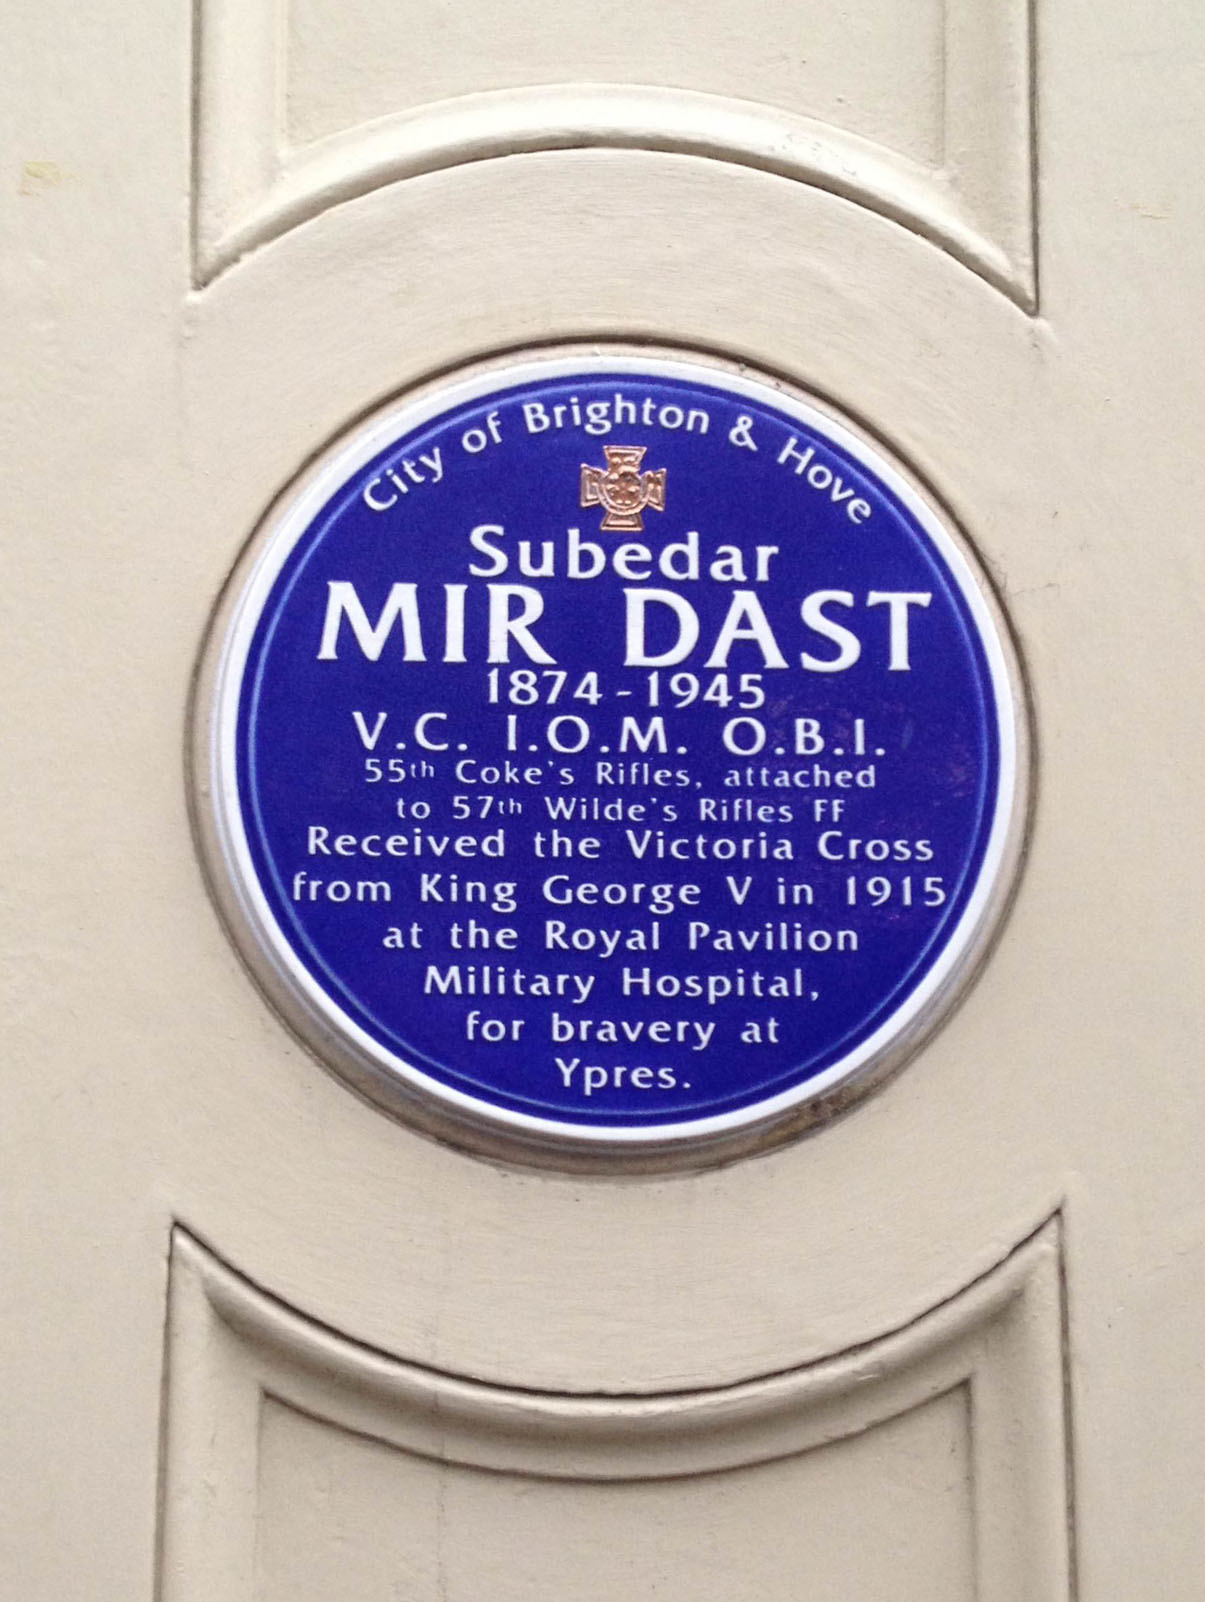 City of Brighton & Hove
Subedar
MIR DAST
1874-1945
V.C. I.O.M. O.B.I.
55th Coke's Rifles, attached
to 57th Wilde's Rifles FF
Received the Victoria Cross
from King George V in 1915
at the Royal Pavilion
Military Hospital,
for bravery at
Ypres.